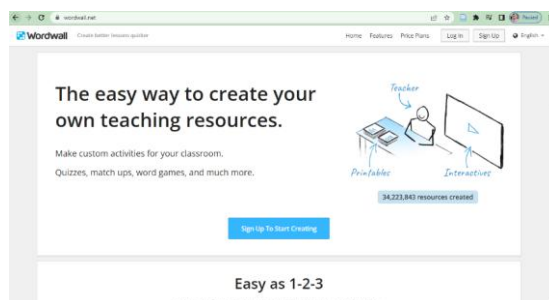 wordwall.net
Paused
Wordwall Create better lessons quicker
Home Features Price Plans Log In Sign Up English
The easy way to create your
own teaching resources.
Make custom activities for your classroom.
Quizzes, match ups, word games, and much more.
Teacher
Printables
Interactives
34,223,843 resources created
Sign Up To Start Creating
Easy as 1-2-3